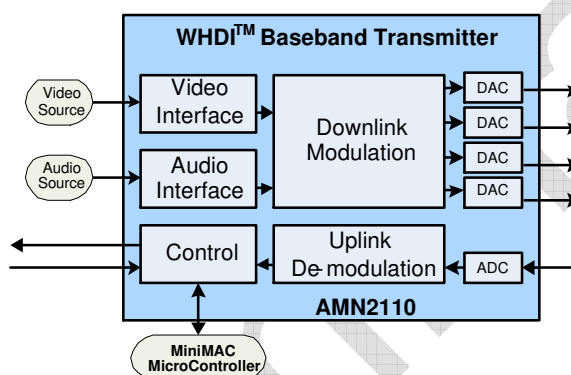 WHDI™ Baseband Transmitter
Video
Source
Video
Interface
Downlink
Modulation
DAC
DAC
DAC
DAC
Audio
Source
Audio
Interface
Control
Uplink
De-modulation
ADC
AMN2110
MiniMAC
MicroController